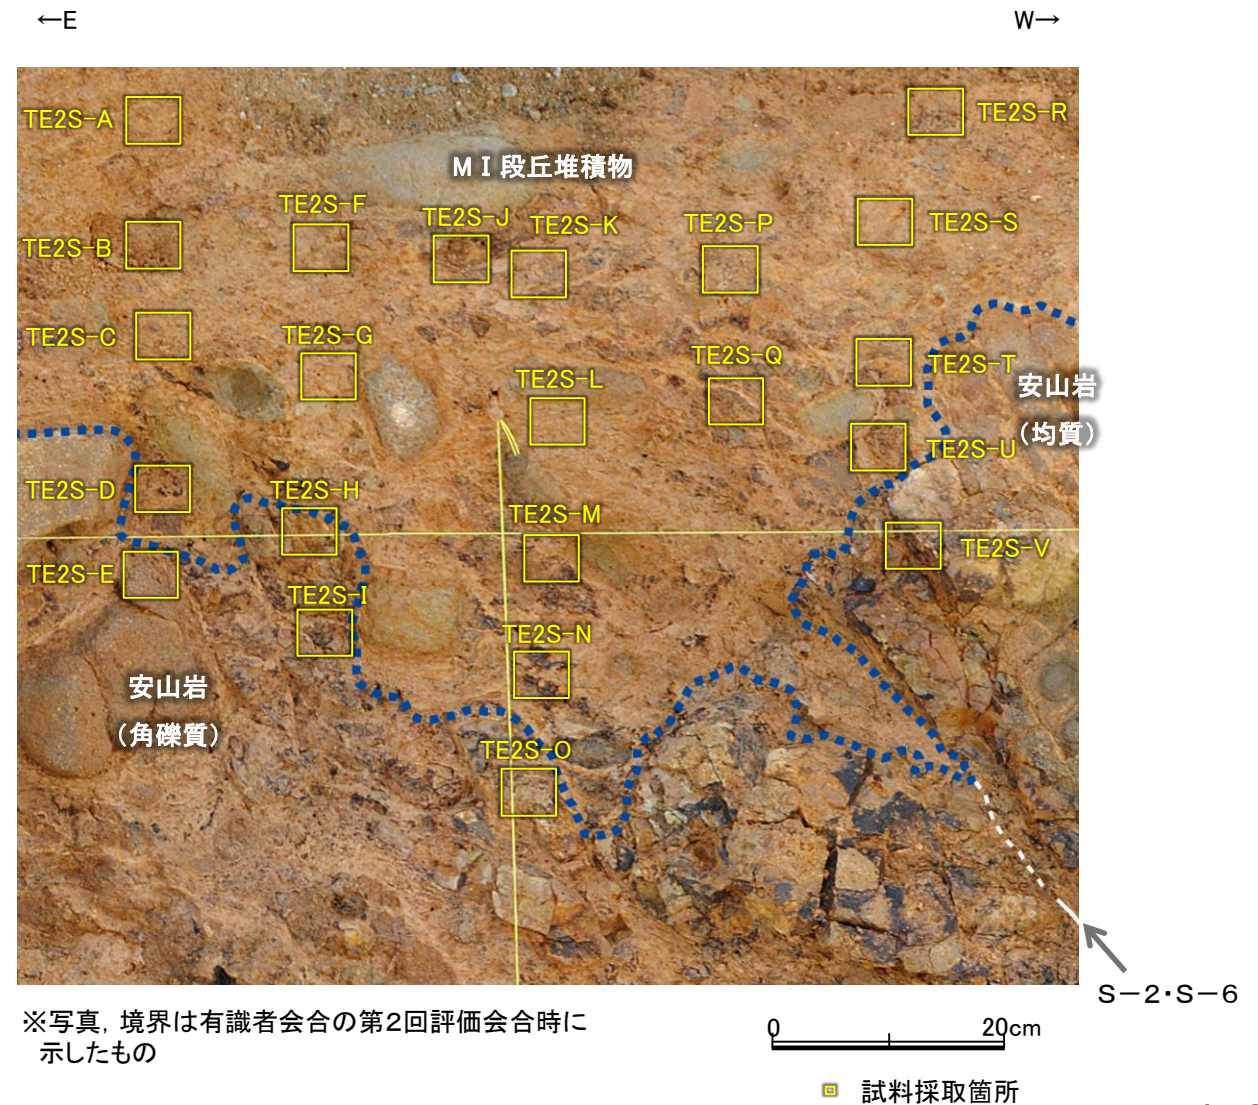 ←E
W→
TE2S-A
TE2S-R
MⅠ段丘堆積物
TE2S-F
TE2S-J
TE2S-K
TE2S-P
TE2S-S
TE2S-B
TE2S-C
TE2S-G
TE2S-L
TE2S-Q
TE2S-T
安山岩
(均質)
TE2S-U
TE2S-D
TE2S-H
TE2S-M
TE2S-V
TE2S-E
TE2S-I
TE2S-N
安山岩
(角礫質)
TE2S-O
S-2・S-6
※写真,境界は有識者会合の第2回評価会合時に
示したもの
0 20cm
試料採取箇所